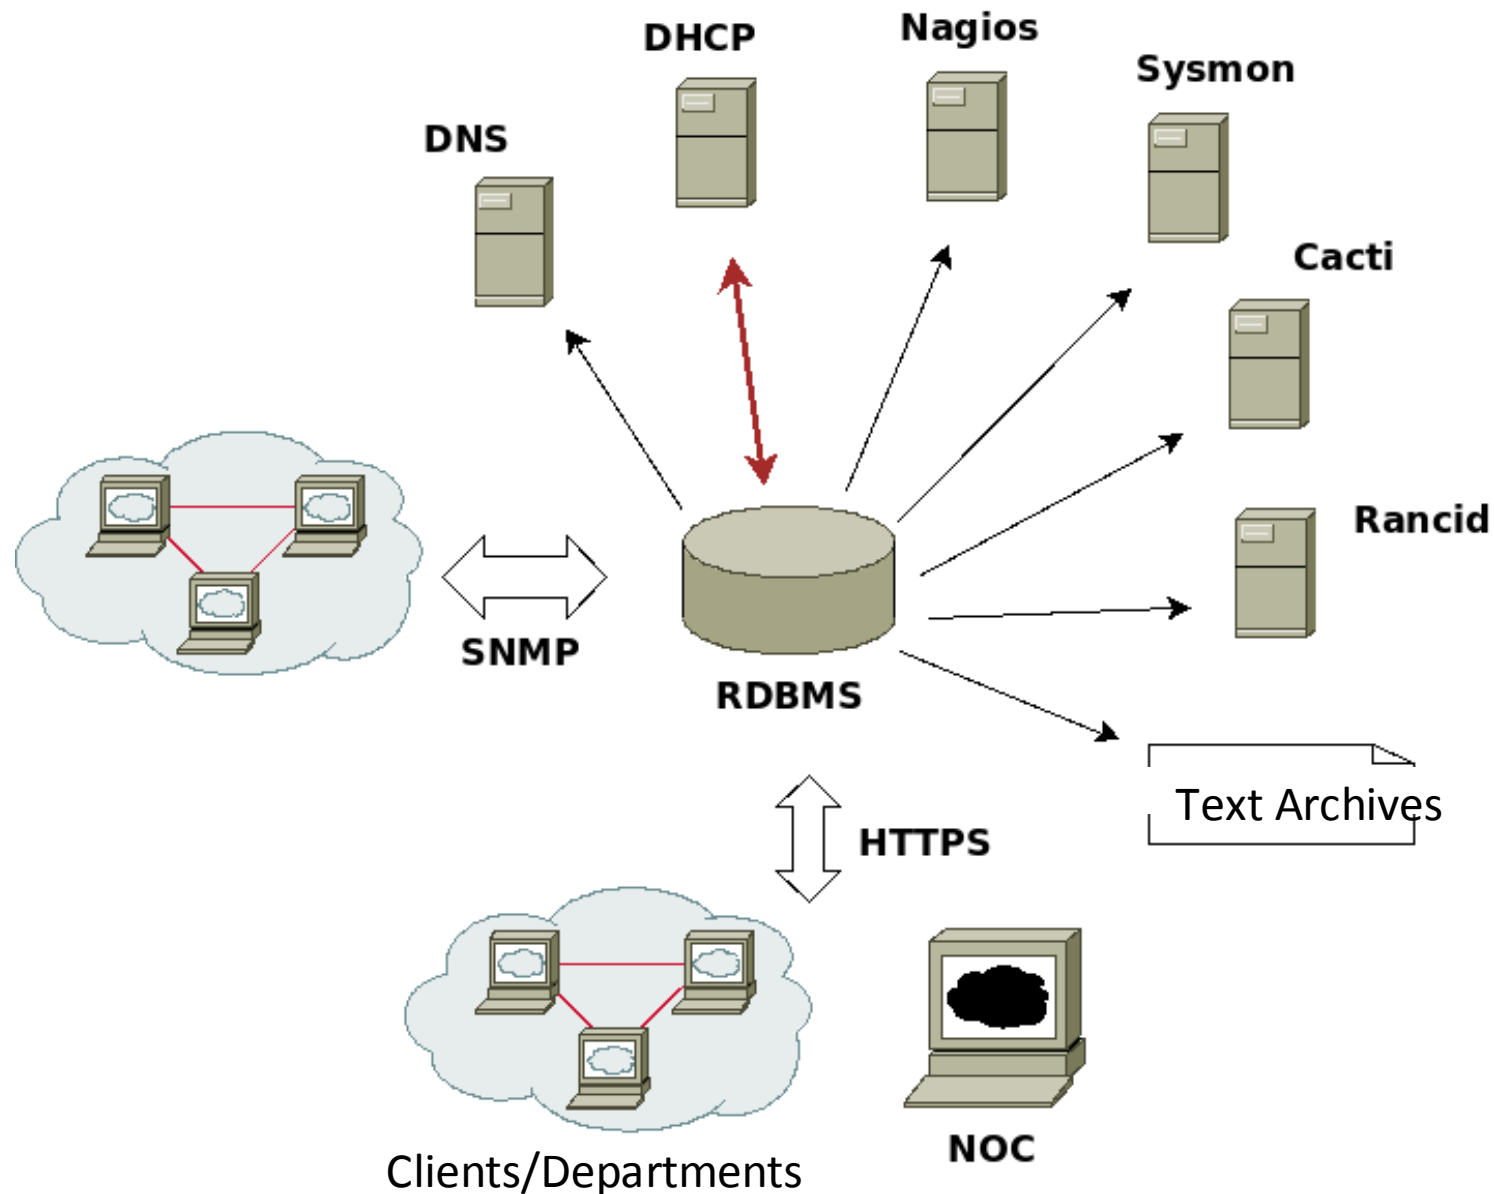 DHCP
Nagios
Sysmon
DNS
Cacti
Rancid
SNMP
RDBMS
Text Archives
HTTPS
NOC
Clients/Departments